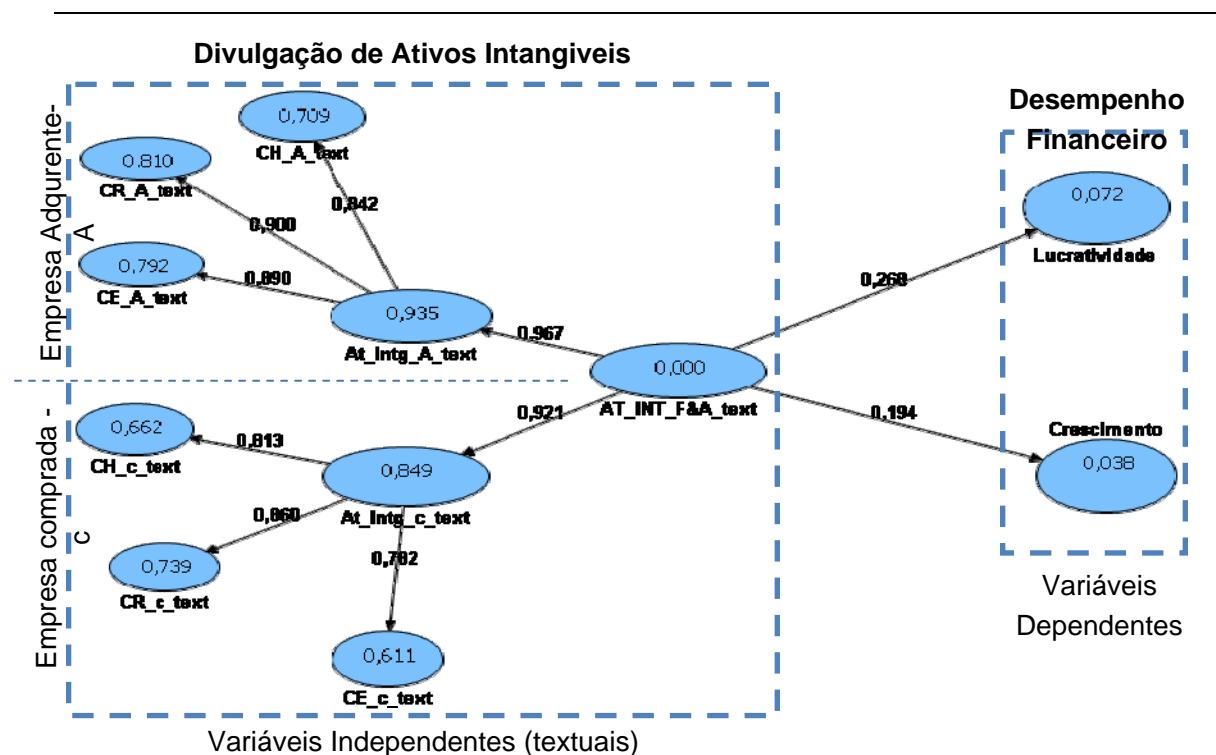 Divulgação de Ativos Intangiveis
Desempenho
Financeiro
Empresa Adqurente-
A
0,709
CH_A_text
0.810
CR_A_text
0,842
0,900
0,792
CE_A_text
0,890
0,935
At_Intg_A_text
0,967
0,000
AT_INT_F&A_text
0,268
0,072
Lucratividade
0,194
Crescimento
0,038
Empresa comprada -
c
0,662
CH_c_text
0,813
0,921
0,849
At_Intg_c_text
0,860
0,739
CR_c_text
0,782
0,611
CE_c_text
Variáveis
Dependentes
Variáveis Independentes (textuais)